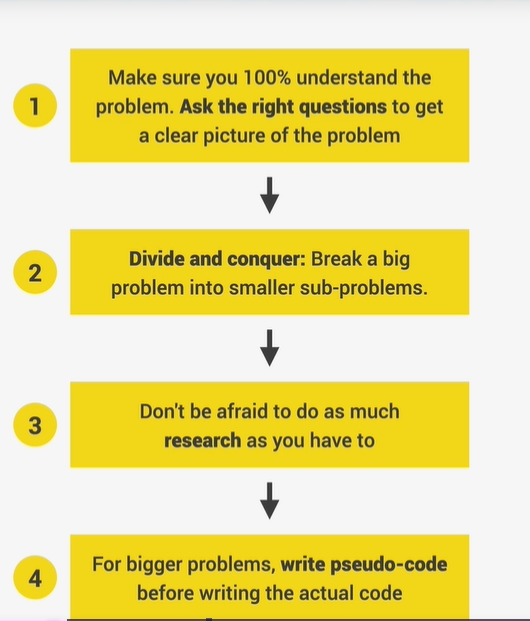 1
Make sure you 100% understand the
problem. Ask the right questions to get
a clear picture of the problem
2
Divide and conquer: Break a big
problem into smaller sub-problems.
3
Don't be afraid to do as much
research as you have to
4
For bigger problems, write pseudo-code
before writing the actual code